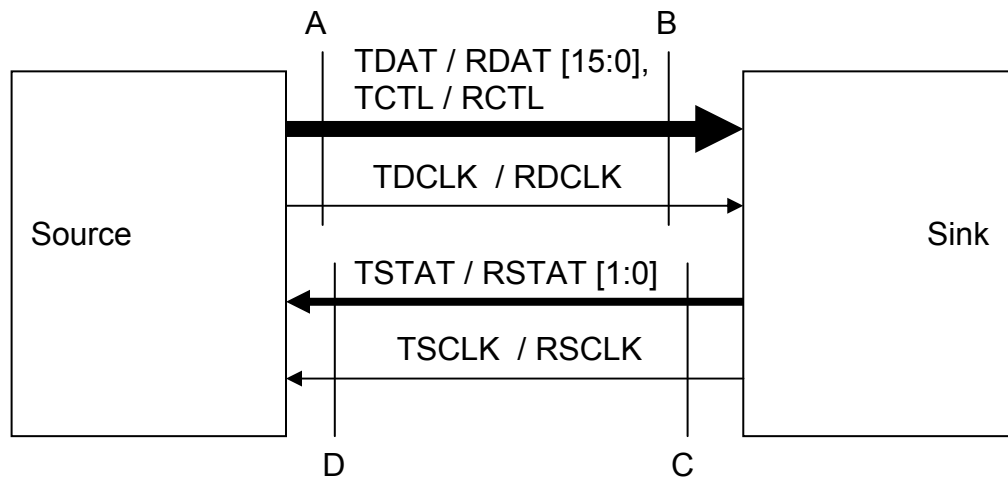 A
B
TDAT / RDAT [15:0],
TCTL / RCTL
TDCLK / RDCLK
Source
Sink
TSTAT / RSTAT [1:0]
TSCLK / RSCLK
D
C